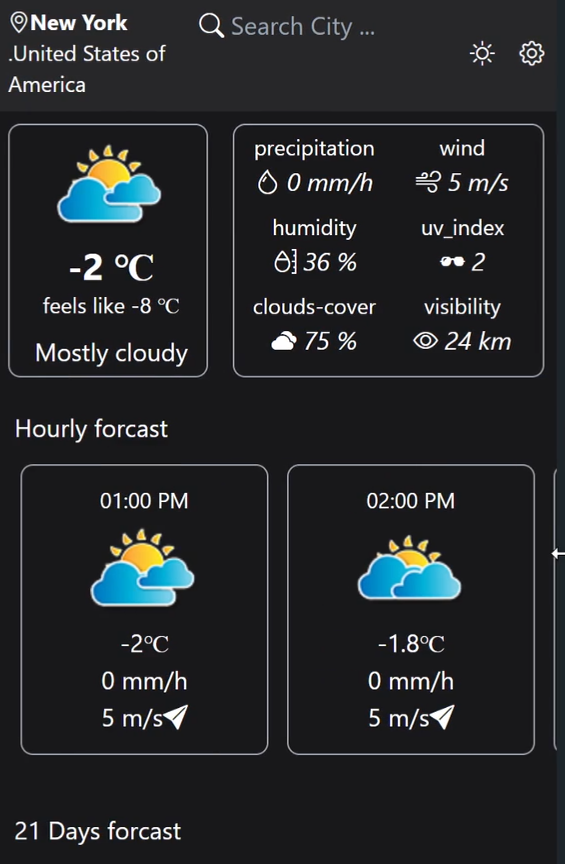 New York
.United States of
America
Search City ...
-2 °C
feels like -8 °C
Mostly cloudy
precipitation
0 mm/h
wind
5 m/s
humidity
36 %
uv_index
2
clouds-cover
75 %
visibility
24 km
Hourly forcast
01:00 PM
-2°C
0 mm/h
5 m/s
02:00 PM
-1.8°C
0 mm/h
5 m/s
21 Days forcast